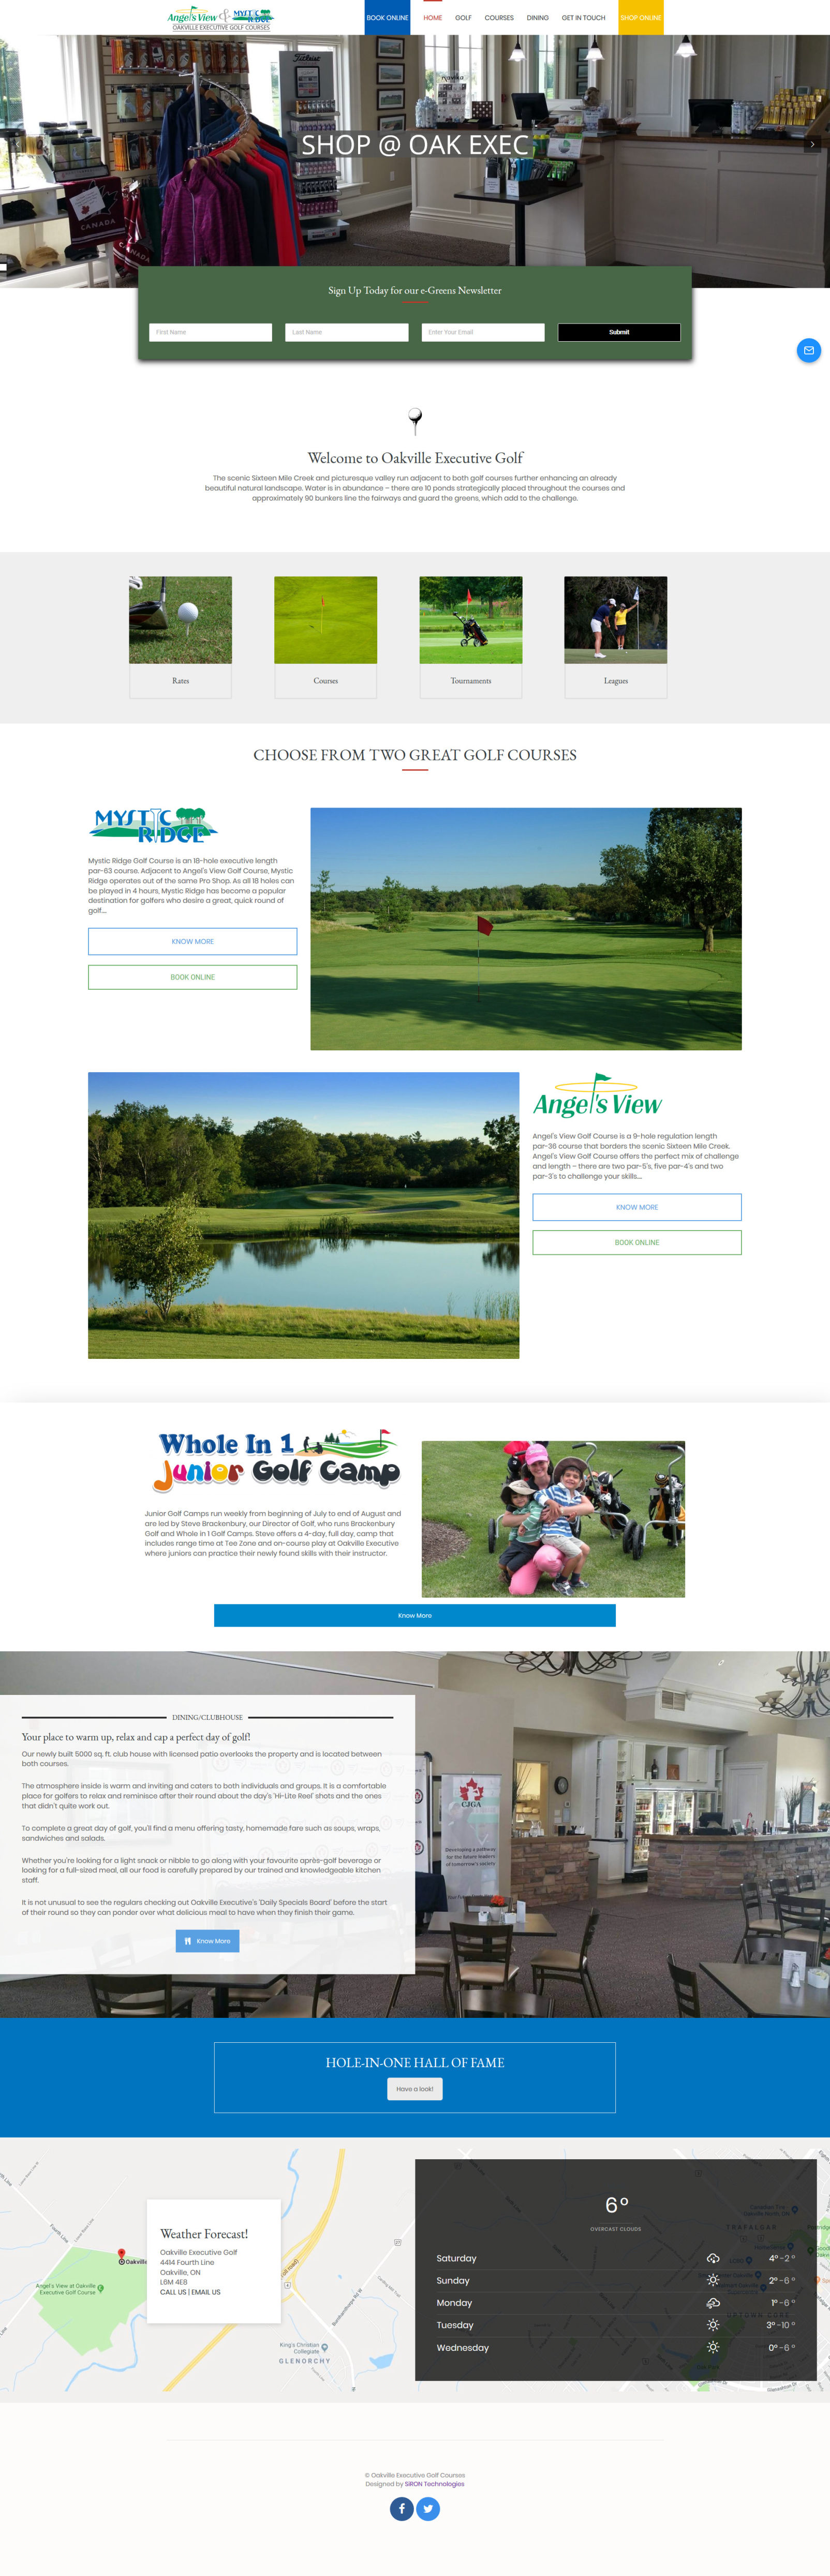 Angel's View & MYSTIC RIDGE
OAKVILLE EXECUTIVE GOLF COURSES
BOOK ONLINE
HOME
GOLF
COURSES
DINING
GET IN TOUCH
SHOP ONLINE
Titleist
SHOP @ OAK EXEC
CANADA
CANADA
Sign Up Today for our e-Greens Newsletter
First Name
Last Name
Enter Your Email
Submit
Welcome to Oakville Executive Golf
The scenic Sixteen Mile Creek and picturesque valley run adjacent to both golf courses further enhancing an already
beautiful natural landscape. Water is in abundance – there are 10 ponds strategically placed throughout the courses and
approximately 90 bunkers line the fairways and guard the greens, which add to the challenge.
Rates
Courses
Tournaments
Leagues
CHOOSE FROM TWO GREAT GOLF COURSES
MYSTIC
RIDGE
Mystic Ridge Golf Course is an 18-hole executive length
par-63 course. Adjacent to Angel's View Golf Course, Mystic
Ridge operates out of the same Pro Shop. As all 18 holes can
be played in 4 hours, Mystic Ridge has become a popular
destination for golfers who desire a great, quick round of
golf...
KNOW MORE
BOOK ONLINE
Angel's View
Angel's View Golf Course is a 9-hole regulation length
par-36 course that borders the scenic Sixteen Mile Creek.
Angel's View Golf Course offers the perfect mix of challenge
and length – there are two par-5's, five par-4's and two
par-3's to challenge your skills...
KNOW MORE
BOOK ONLINE
Whole In 1
Junior Golf Camp
Junior Golf Camps run weekly from beginning of July to end of August and
are led by Steve Brackenbury, our Director of Golf, who runs Brackenbury
Golf and Whole in 1 Golf Camps. Steve offers a 4-day, full day, camp that
includes range time at Tee Zone and on-course play at Oakville Executive
where juniors can practice their newly found skills with their instructor.
Know More
DINING/CLUBHOUSE
Your place to warm up, relax and cap a perfect day of golf!
Our newly built 5000 sq. ft. club house with licensed patio overlooks the property and is located between
both courses.
The atmosphere inside is warm and inviting and caters to both individuals and groups. It is a comfortable
place for golfers to relax and reminisce after their round about the day's 'Hi-Lite Reel' shots and the ones
that didn't quite work out.
To complete a great day of golf, you'll find a menu offering tasty, homemade fare such as soups, wraps,
sandwiches and salads.
Whether you're looking for a light snack or nibble to go along with your favourite après-golf beverage or
looking for a full-sized meal, all our food is carefully prepared by our trained and knowledgeable kitchen
staff.
It is not unusual to see the regulars checking out Oakville Executive's 'Daily Specials Board' before the start
of their round so they can ponder over what delicious meal to have when they finish their game.
Know More
CJGA
Developing a pathway
for the future leaders
of tomorrow's society
HOLE-IN-ONE HALL OF FAME
Have a look!
Weather Forecast!
Oakville Executive Golf
4414 Fourth Line
Oakville, ON
L6M 4E8
CALL US | EMAIL US
Fourth Line
Oakville
Angel's View at Oakville
Executive Golf Course
King's Christian
Collegiate
GLENORCHY
6°
OVERCAST CLOUDS
TRAFALGAR
Saturday
4° -2 °
Sunday
2° -6 °
Monday
1° -6 °
Tuesday
3° -10 °
Wednesday
0° -6 °
© Oakville Executive Golf Courses
Designed by SiRON Technologies